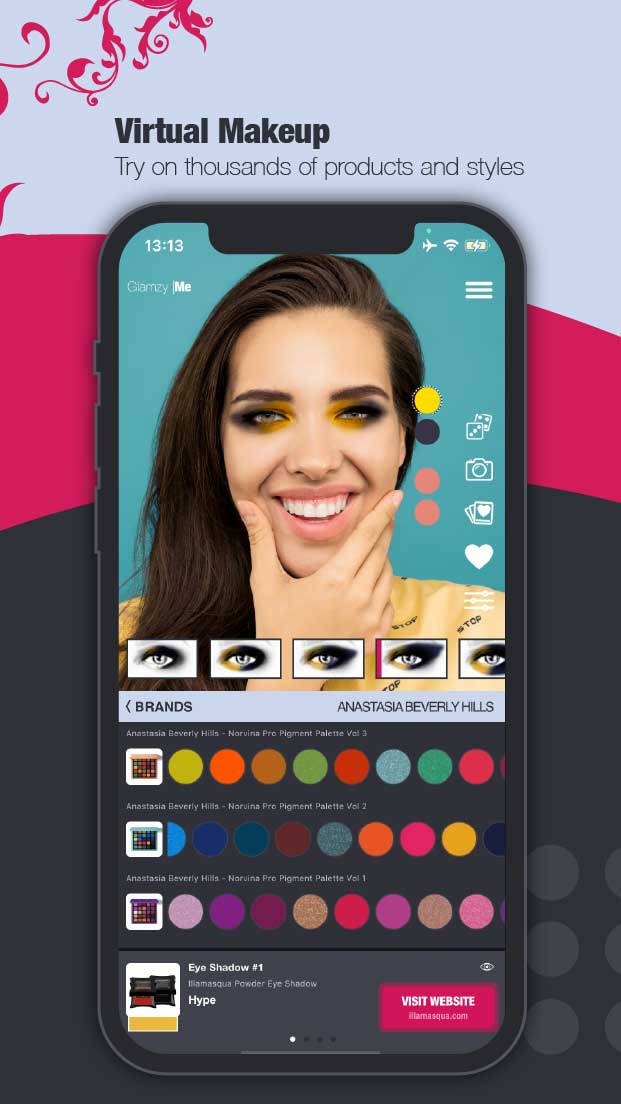 Virtual Makeup
Try on thousands of products and styles
13:13
Glamzy |Me
STOP
STOP
TOP
< BRANDS
ANASTASIA BEVERLY HILLS
Anastasia Beverly Hills - Norvina Pro Pigment Palette Vol 3
Anastasia Beverly Hills - Norvina Pro Pigment Palette Vol 2
Anastasia Beverly Hills - Norvina Pro Pigment Palette Vol 1
Eye Shadow #1
Illamasqua Powder Eye Shadow
Hype
VISIT WEBSITE
illamasqua.com